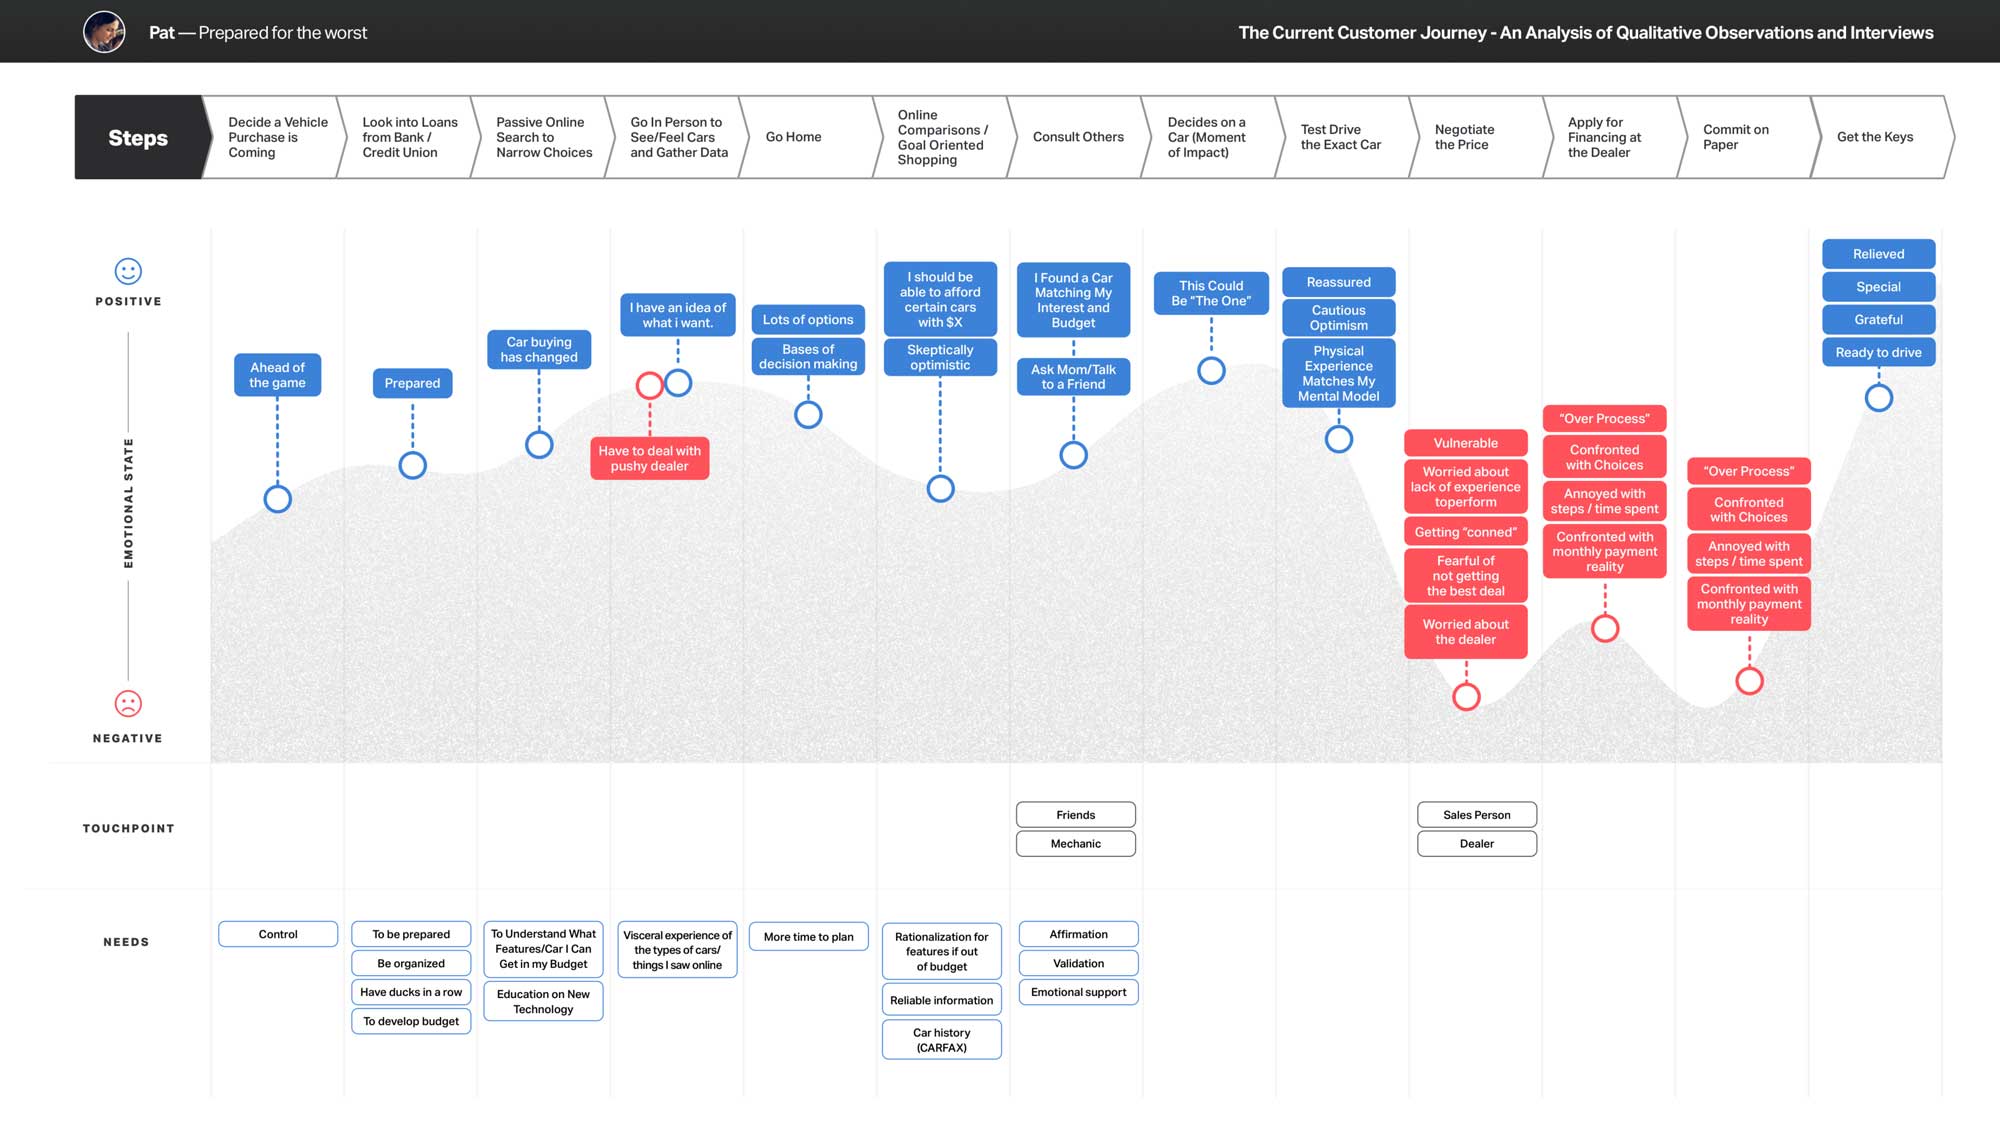 Pat — Prepared for the worst
The Current Customer Journey - An Analysis of Qualitative Observations and Interviews
Steps
Decide a Vehicle
Purchase is
Coming
Look into Loans
from Bank /
Credit Union
Passive Online
Search to
Narrow Choices
Go In Person to
See/Feel Cars
and Gather Data
Go Home
Online
Comparisons /
Goal Oriented
Shopping
Consult Others
Decides on a
Car (Moment
of Impact)
Test Drive
the Exact Car
Negotiate
the Price
Apply for
Financing at
the Dealer
Commit on
Paper
Get the Keys
POSITIVE
EMOTIONAL STATE
NEGATIVE
Ahead of
the game
Prepared
Car buying
has changed
I have an idea of
what i want.
Have to deal with
pushy dealer
Lots of options
Bases of
decision making
I should be
able to afford
certain cars
with $X
Skeptically
optimistic
I Found a Car
Matching My
Interest and
Budget
Ask Mom/Talk
to a Friend
This Could
Be “The One”
Reassured
Cautious
Optimism
Physical
Experience
Matches My
Mental Model
Vulnerable
Worried about
lack of experience
toperform
Getting “conned”
Fearful of
not getting
the best deal
Worried about
the dealer
“Over Process”
Confronted
with Choices
Annoyed with
steps / time spent
Confronted with
monthly payment
reality
“Over Process”
Confronted
with Choices
Annoyed with
steps / time spent
Confronted with
monthly payment
reality
Relieved
Special
Grateful
Ready to drive
TOUCHPOINT
Friends
Mechanic
Sales Person
Dealer
NEEDS
Control
To be prepared
Be organized
Have ducks in a row
To develop budget
To Understand What
Features/Car I Can
Get in my Budget
Education on New
Technology
Visceral experience of
the types of cars/
things I saw online
More time to plan
Rationalization for
features if out
of budget
Reliable information
Car history
(CARFAX)
Affirmation
Validation
Emotional support